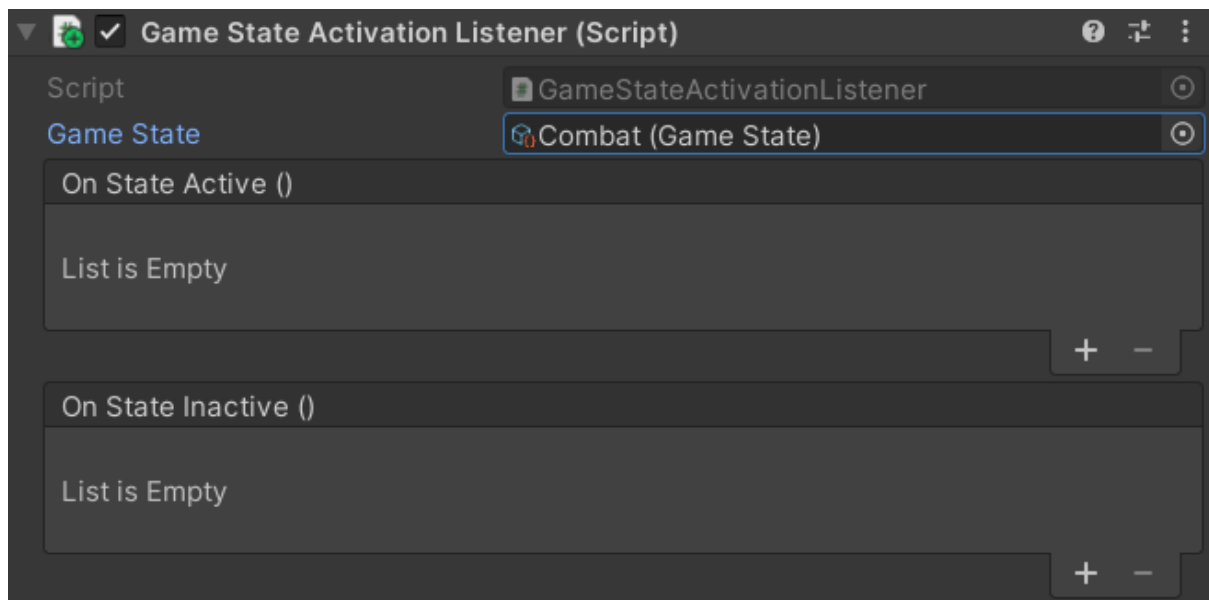 Game State Activation Listener (Script)
Script GameStateActivationListener
Game State Combat (Game State)
On State Active ()
List is Empty
+ −
On State Inactive ()
List is Empty
+ −